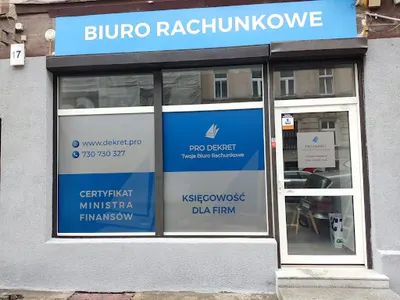 BIURO RACHUNKOWE
7
www.dekret.pro
730 730 327
PRO DEKRET
Twoje Biuro Rachunkowe
CERTYFIKAT
MINISTRA
FINANSÓW
KSIĘGOWOŚĆ
DLA FIRM